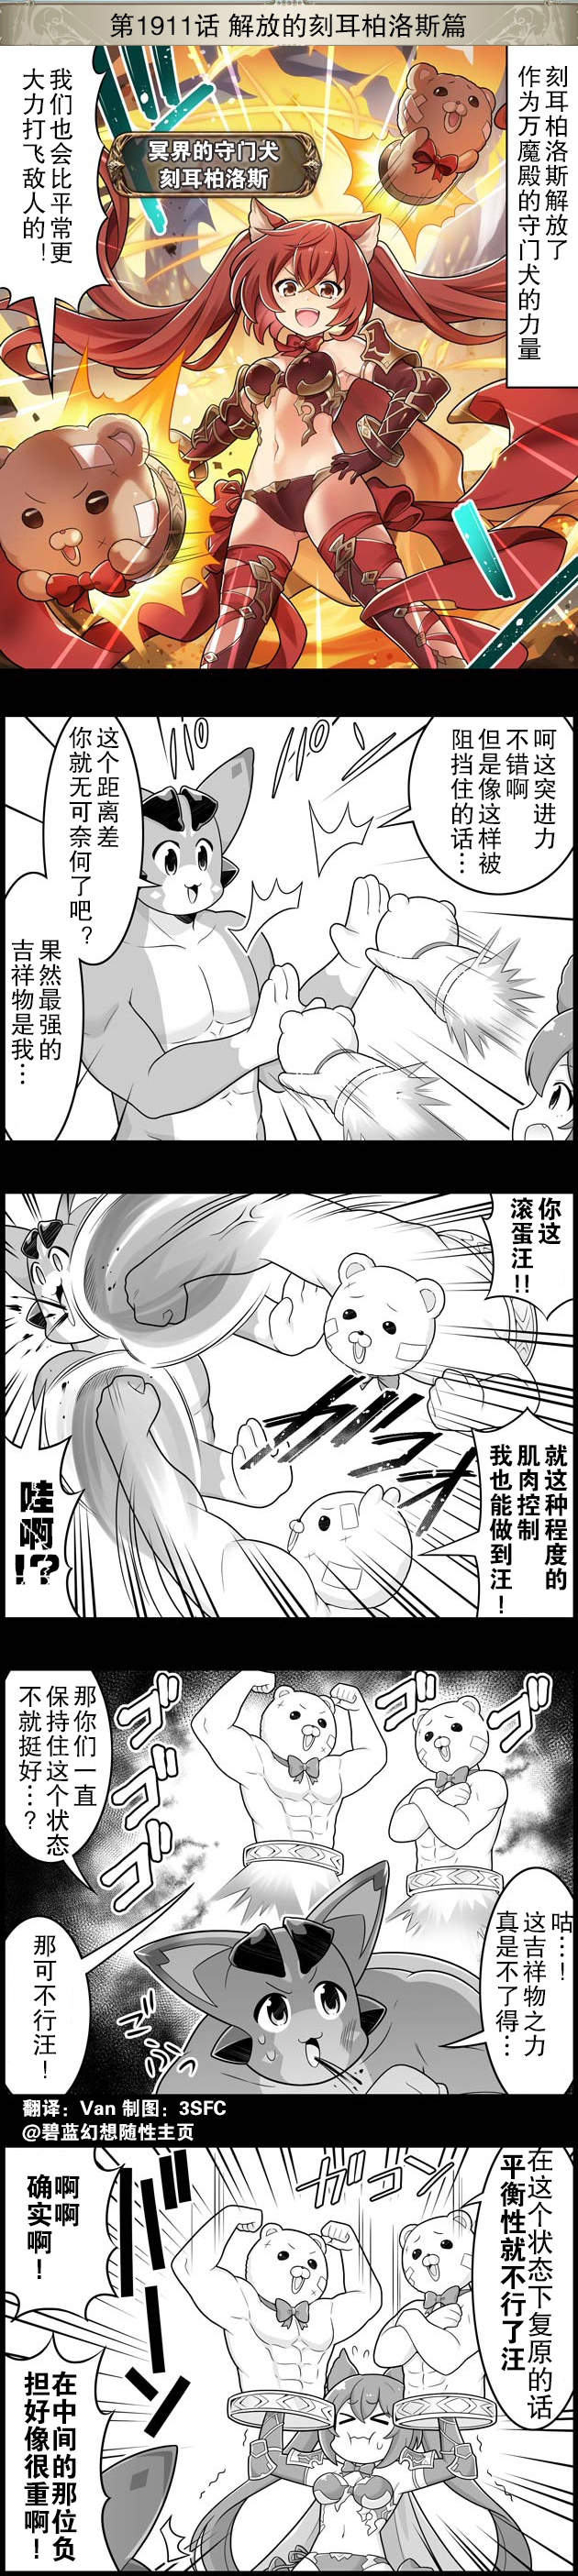 第1911话 解放的刻耳柏洛斯篇
刻耳柏洛斯解放了
作为万魔殿的守门犬的力量
冥界的守门犬
刻耳柏洛斯
我们也会比平常更
大力打飞敌人的！
呵这突进力
不错啊
但是像这样被
阻挡住的话…
这个距离差
你就无可奈何了吧？
果然最强的
吉祥物是我…
你这
滚蛋汪!!
就这种程度的
肌肉控制
我也能做到汪！
哇啊!?
ガッ
ガッ
ゴゴゴ
ゴゴゴ
那你们一直
保持住这个状态
不就挺好…？
咕…！
这吉祥物之力
真是不了得…
那可不行汪！
翻译：Van 制图：3SFC
@碧蓝幻想随性主页
在这个状态下复原的话
平衡性就不行了汪
啊啊
确实啊！
在中间的那位负
担好像很重啊！